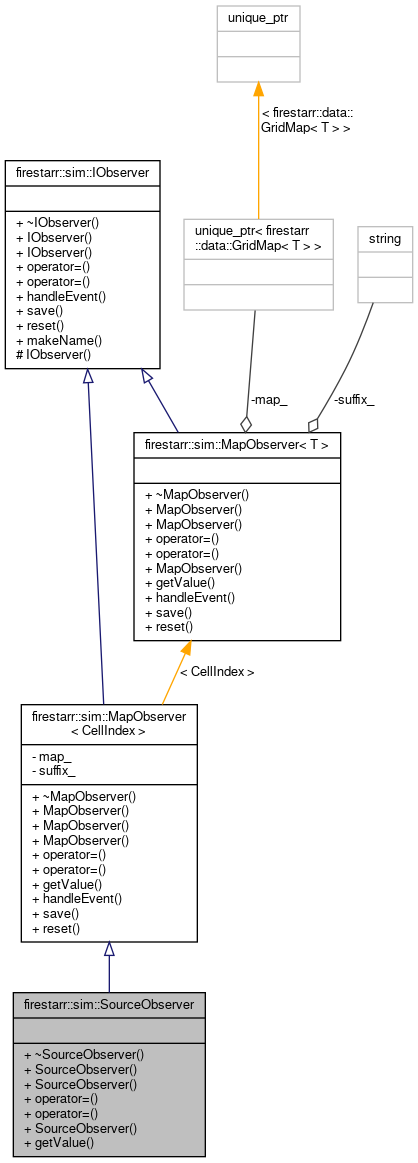 unique_ptr
< firestarr::data::
GridMap< T > >
firestarr::sim::IObserver
+ ~IObserver()
+ IObserver()
+ IObserver()
+ operator=()
+ operator=()
+ handleEvent()
+ save()
+ reset()
+ makeName()
# IObserver()
unique_ptr< firestarr
::data::GridMap< T > >
string
-map_
-suffix_
firestarr::sim::MapObserver< T >
+ ~MapObserver()
+ MapObserver()
+ MapObserver()
+ operator=()
+ operator=()
+ MapObserver()
+ getValue()
+ handleEvent()
+ save()
+ reset()
< CellIndex >
firestarr::sim::MapObserver
< CellIndex >
- map_
- suffix_
+ ~MapObserver()
+ MapObserver()
+ MapObserver()
+ MapObserver()
+ operator=()
+ operator=()
+ getValue()
+ handleEvent()
+ save()
+ reset()
firestarr::sim::SourceObserver
+ ~SourceObserver()
+ SourceObserver()
+ SourceObserver()
+ operator=()
+ operator=()
+ SourceObserver()
+ getValue()